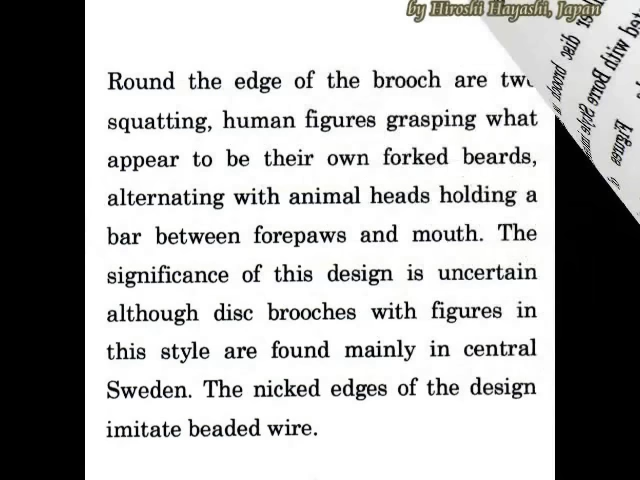 by Hiroshi Hayashi, Japan
Round the edge of the brooch are two
squatting, human figures grasping what
appear to be their own forked beards,
alternating with animal heads holding a
bar between forepaws and mouth. The
significance of this design is uncertain
although disc brooches with figures in
this style are found mainly in central
Sweden. The nicked edges of the design
imitate beaded wire.